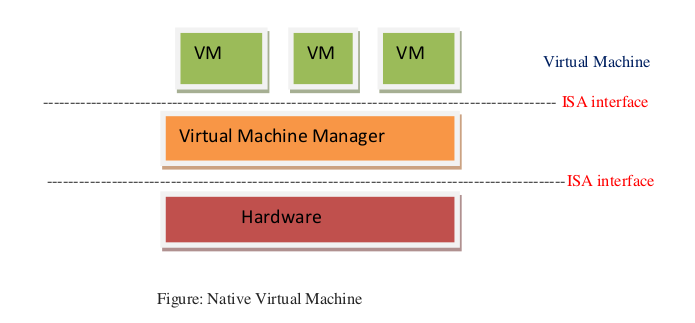 VM VM VM
Virtual Machine
ISA interface
Virtual Machine Manager
ISA interface
Hardware
Figure: Native Virtual Machine